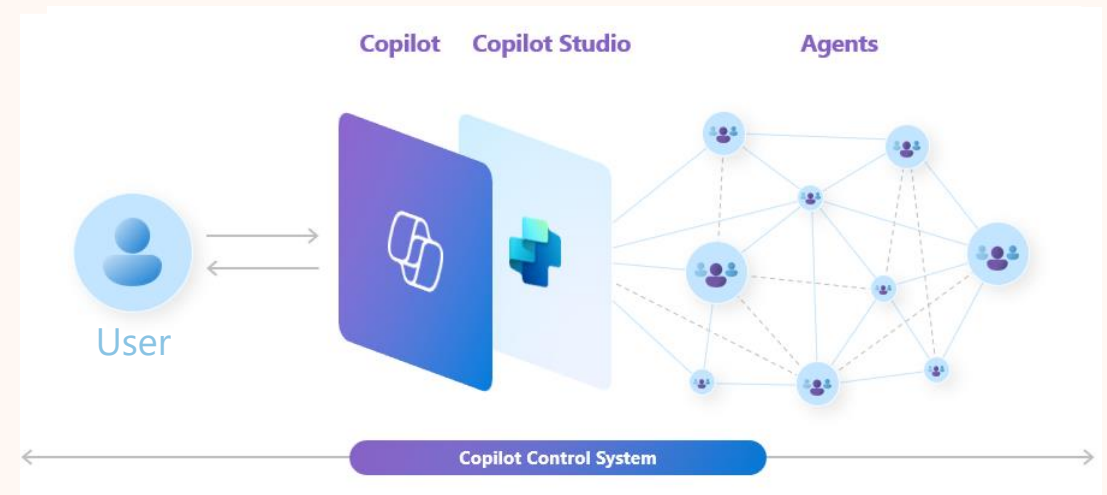 Copilot
Copilot Studio
Agents
User
Copilot Control System